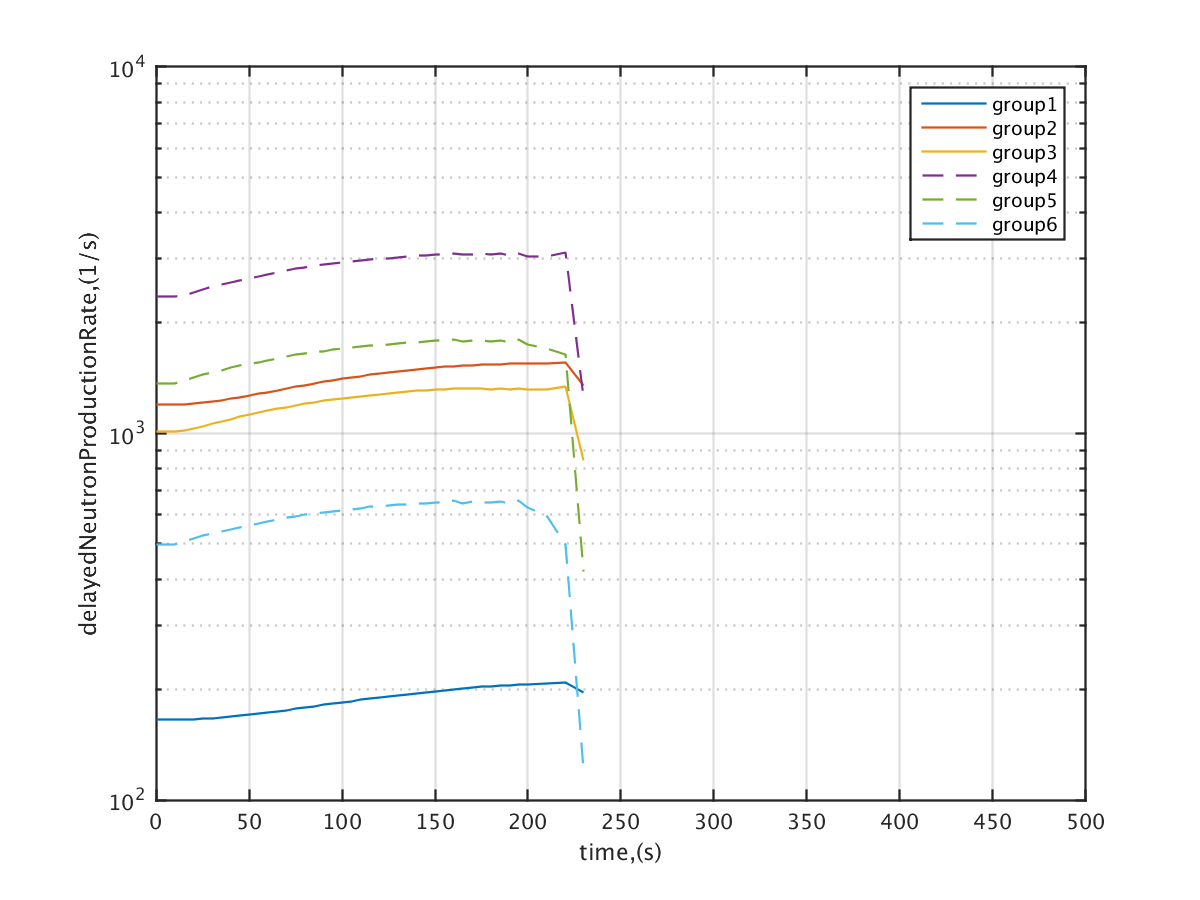 10^4
10^3
10^2
delayedNeutronProductionRate,(1/s)
0 50 100 150 200 250 300 350 400 450 500
time,(s)
group1
group2
group3
group4
group5
group6